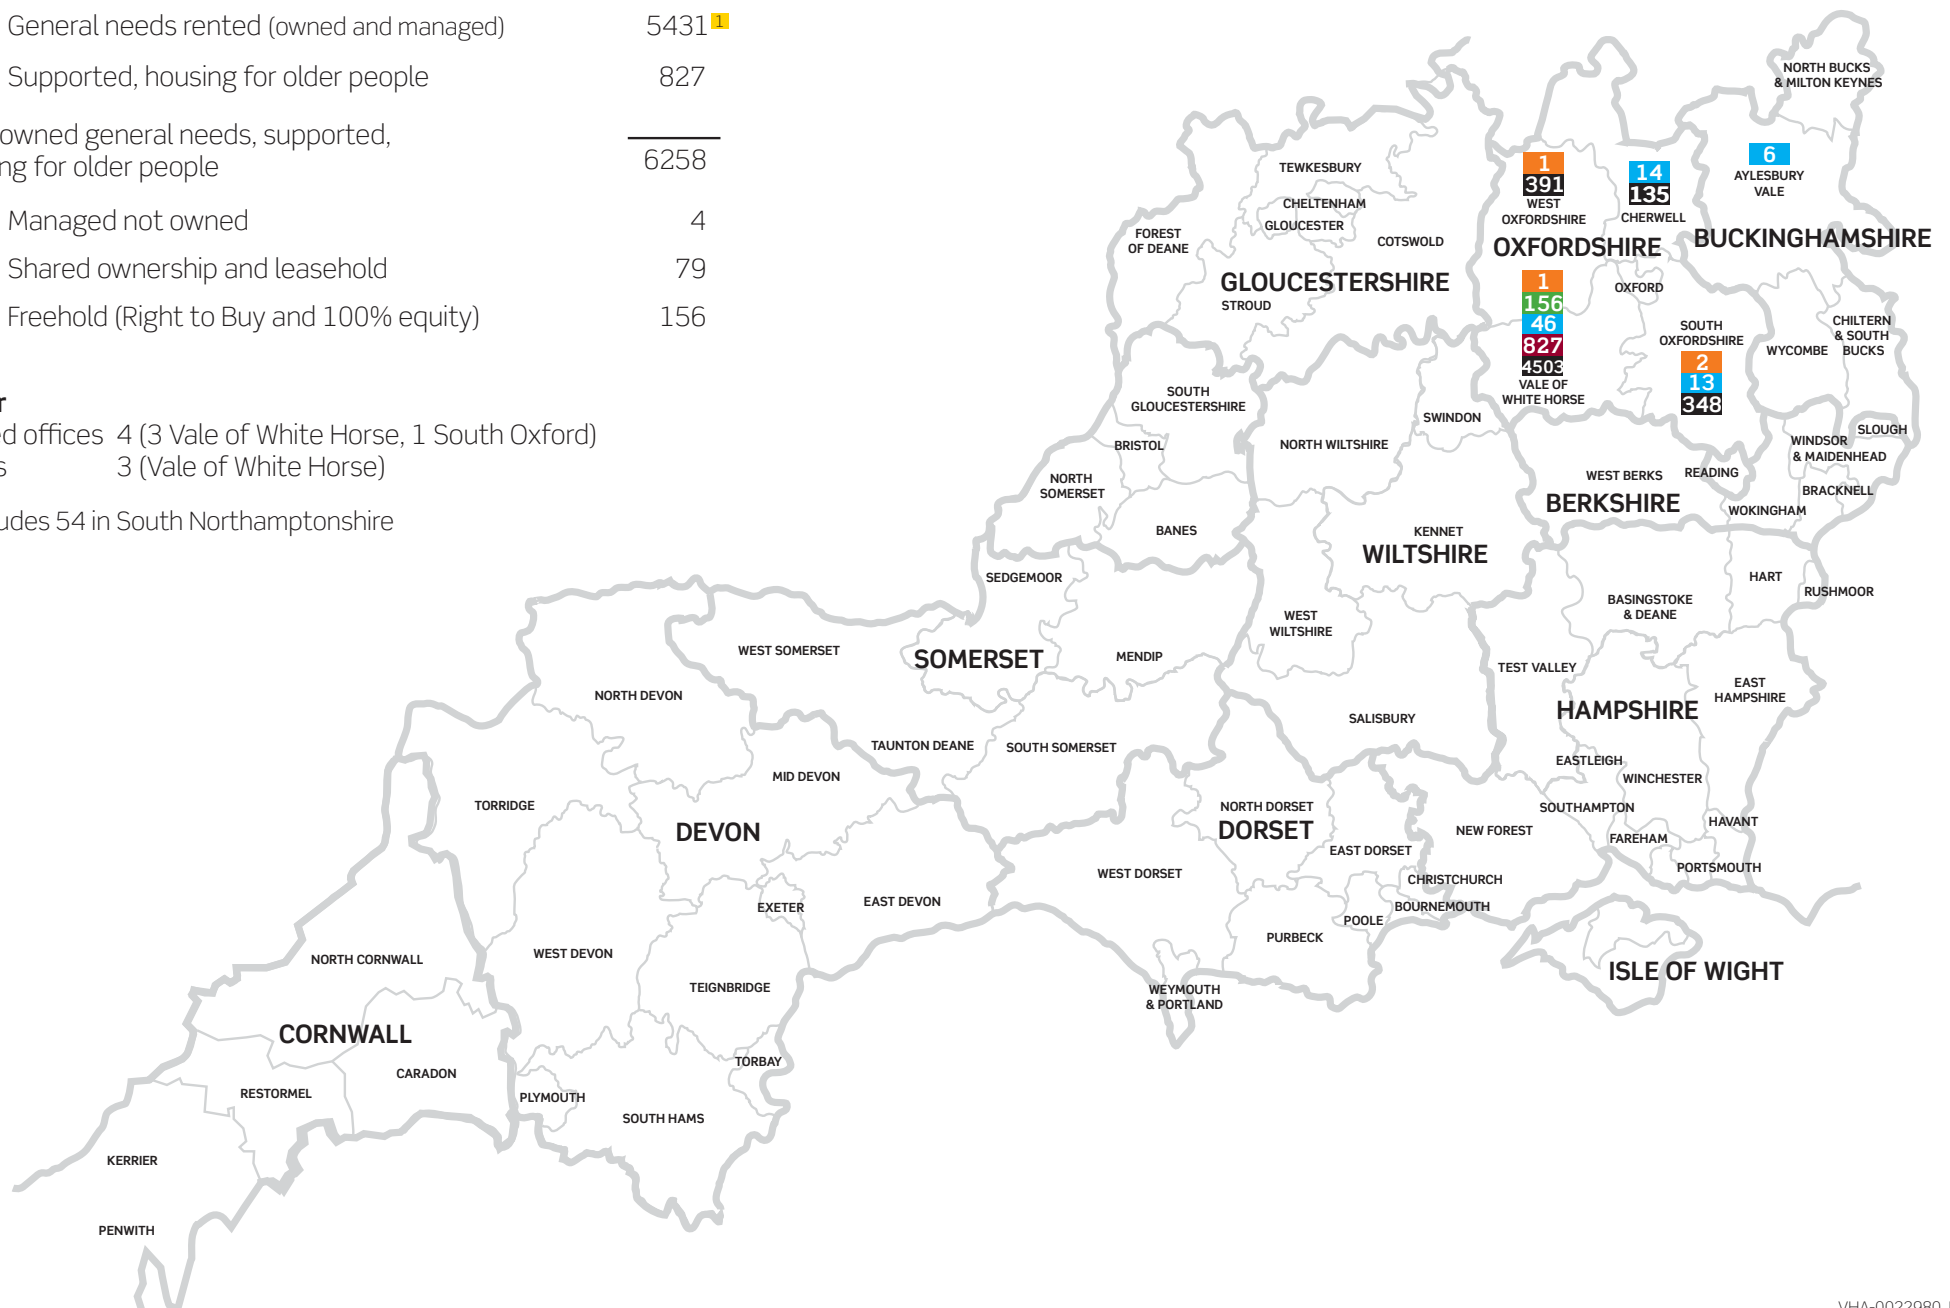 General needs rented (owned and managed) 5431 1
Supported, housing for older people 827
owned general needs, supported,
ng for older people 6258
Managed not owned 4
Shared ownership and leasehold 79
Freehold (Right to Buy and 100% equity) 156
r
ed offices 4 (3 Vale of White Horse, 1 South Oxford)
s 3 (Vale of White Horse)
udes 54 in South Northamptonshire
NORTH BUCKS
& MILTON KEYNES
1
391
WEST
OXFORDSHIRE
14
135
CHERWELL
6
AYLESBURY
VALE
TEWKESBURY
CHELTENHAM
GLOUCESTER
FOREST
OF DEANE
COTSWOLD
OXFORDSHIRE
BUCKINGHAMSHIRE
GLOUCESTERSHIRE
STROUD
1
156
46
827
4503
VALE OF
WHITE HORSE
OXFORD
SOUTH
OXFORDSHIRE
2
13
348
WYCOMBE
CHILTERN
& SOUTH
BUCKS
SOUTH
GLOUCESTERSHIRE
BRISTOL
NORTH WILTSHIRE
SWINDON
SLOUGH
WINDSOR
& MAIDENHEAD
NORTH
SOMERSET
WEST BERKS
READING
BRACKNELL
BERKSHIRE
WOKINGHAM
BANES
KENNET
WILTSHIRE
SEDGEMOOR
HART
RUSHMOOR
BASINGSTOKE
& DEANE
WEST
WILTSHIRE
WEST SOMERSET
SOMERSET
MENDIP
TEST VALLEY
NORTH DEVON
EAST
HAMPSHIRE
HAMPSHIRE
SALISBURY
TAUNTON DEANE
SOUTH SOMERSET
EASTLEIGH
MID DEVON
WINCHESTER
TORRIDGE
NORTH DORSET
SOUTHAMPTON
DEVON
DORSET
NEW FOREST
HAVANT
FAREHAM
EAST DORSET
PORTSMOUTH
WEST DORSET
CHRISTCHURCH
EXETER
EAST DEVON
BOURNEMOUTH
POOLE
PURBECK
WEST DEVON
NORTH CORNWALL
ISLE OF WIGHT
TEIGNBRIDGE
WEYMOUTH
& PORTLAND
CORNWALL
TORBAY
CARADON
RESTORMEL
PLYMOUTH
SOUTH HAMS
KERRIER
PENWITH
VHA-0022980